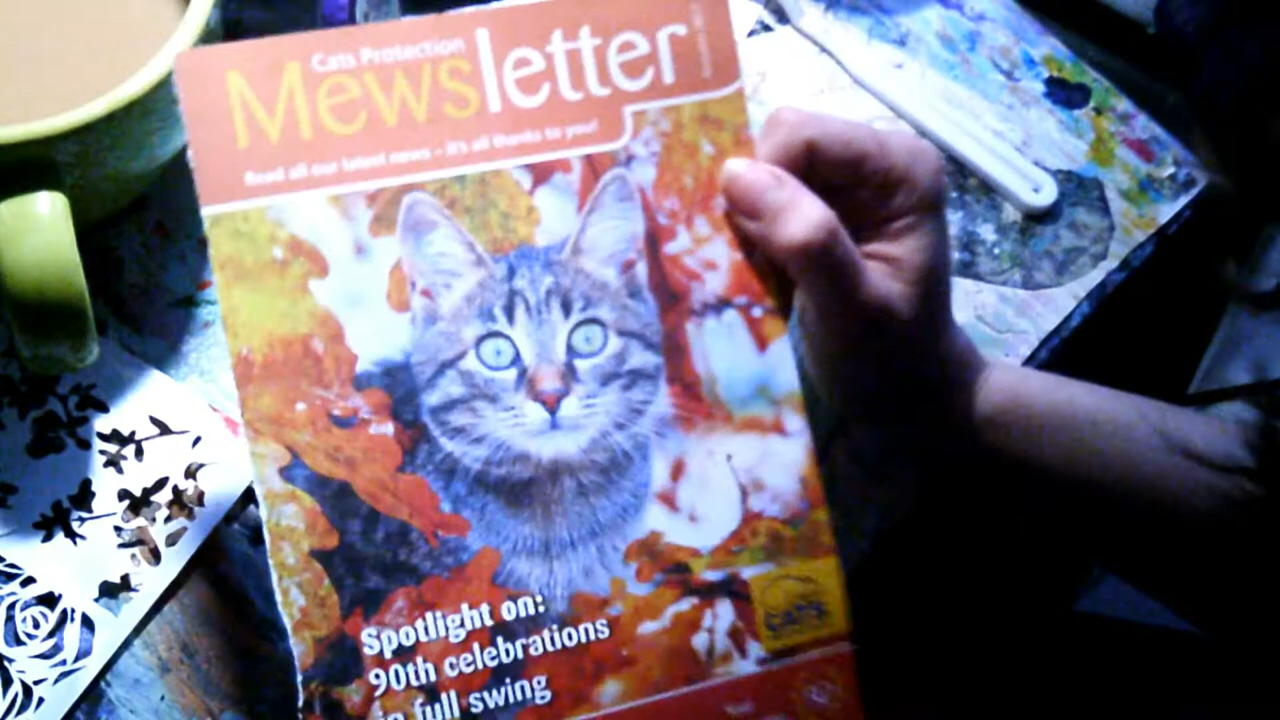 Cats Protection
Mewsletter
Read all our latest news – it's all thanks to you!
Spotlight on:
90th celebrations
in full swing
CATS